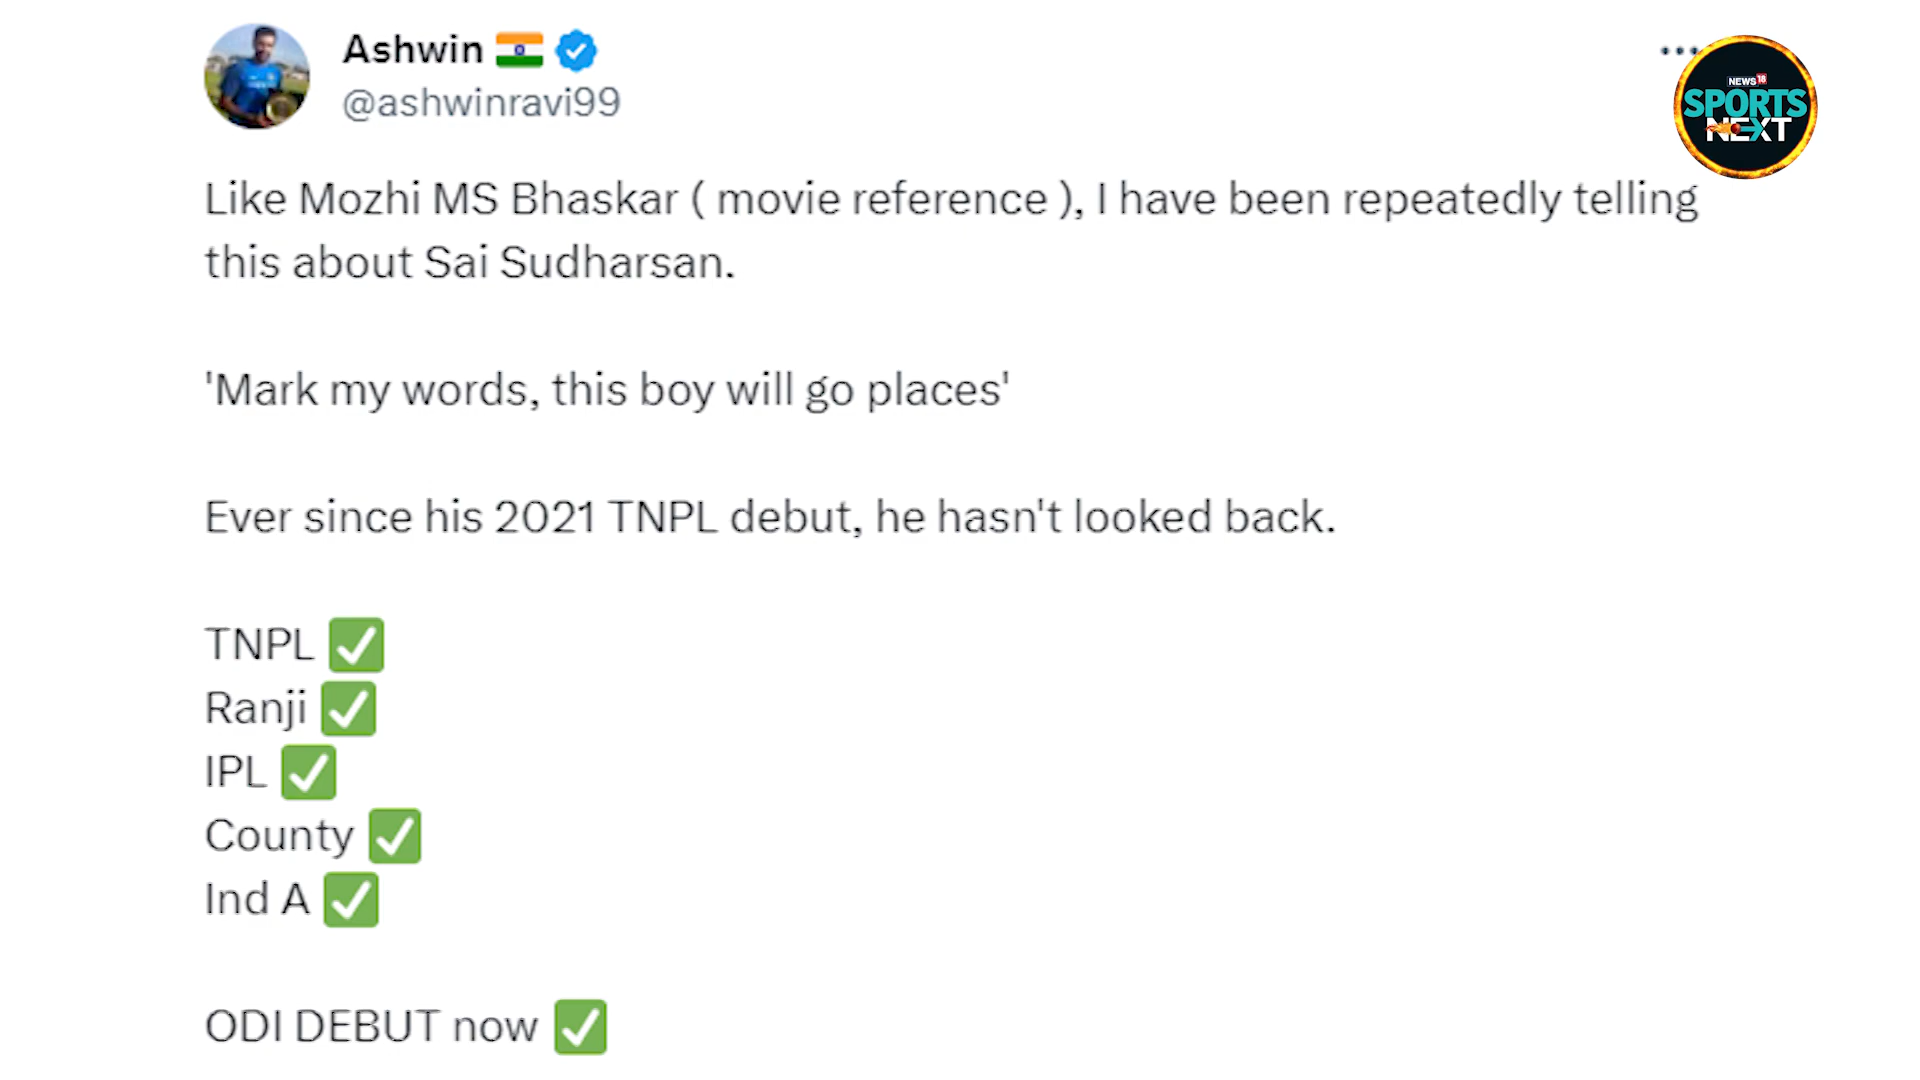 Ashwin 🇮🇳
@ashwinravi99
NEWS18
SPORTS
NEXT
Like Mozhi MS Bhaskar ( movie reference ), I have been repeatedly telling
this about Sai Sudharsan.
'Mark my words, this boy will go places'
Ever since his 2021 TNPL debut, he hasn't looked back.
TNPL ✅
Ranji ✅
IPL ✅
County ✅
Ind A ✅
ODI DEBUT now ✅